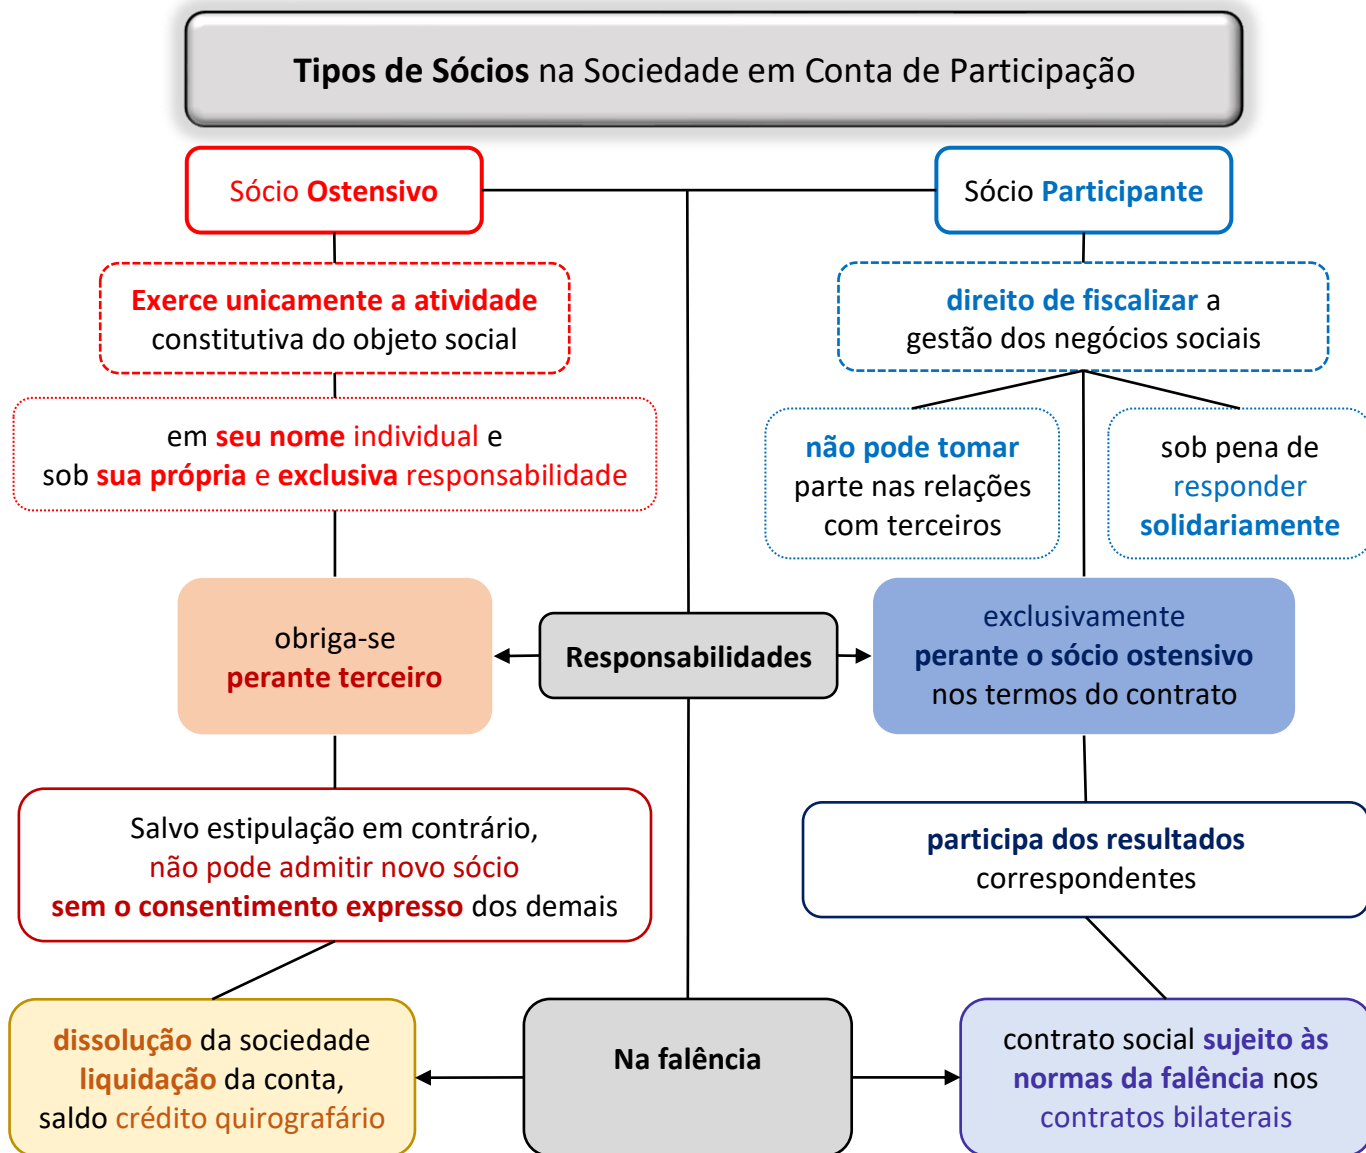 Tipos de Sócios na Sociedade em Conta de Participação
Sócio Ostensivo
Sócio Participante
Exerce unicamente a atividade
constitutiva do objeto social
direito de fiscalizar a
gestão dos negócios sociais
em seu nome individual e
sob sua própria e exclusiva responsabilidade
não pode tomar
parte nas relações
com terceiros
sob pena de
responder
solidariamente
obriga-se
perante terceiro
Responsabilidades
exclusivamente
perante o sócio ostensivo
nos termos do contrato
Salvo estipulação em contrário,
não pode admitir novo sócio
sem o consentimento expresso dos demais
participa dos resultados
correspondentes
dissolução da sociedade
liquidação da conta,
saldo crédito quirografário
Na falência
contrato social sujeito às
normas da falência nos
contratos bilaterais